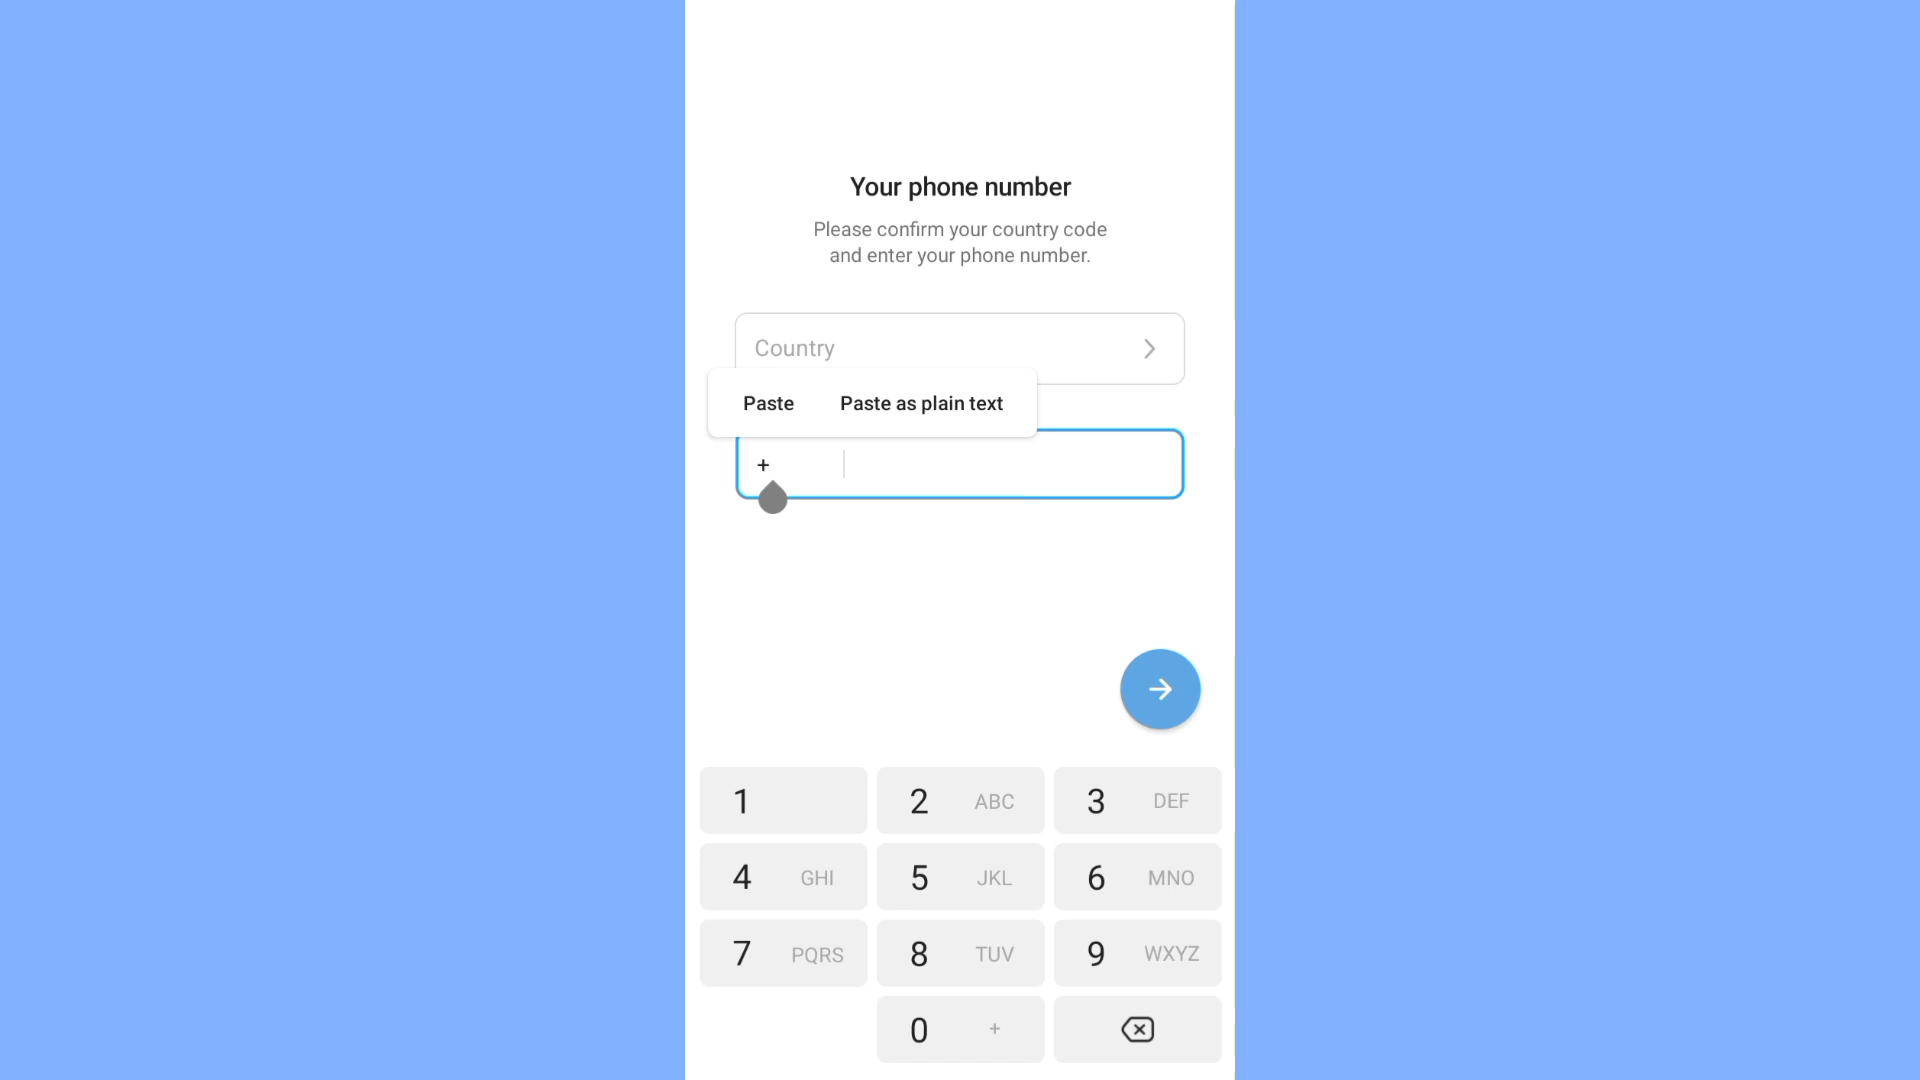 Your phone number
Please confirm your country code
and enter your phone number.
Country
Paste Paste as plain text
+
1 2 ABC 3 DEF
4 GHI 5 JKL 6 MNO
7 PQRS 8 TUV 9 WXYZ
0 +